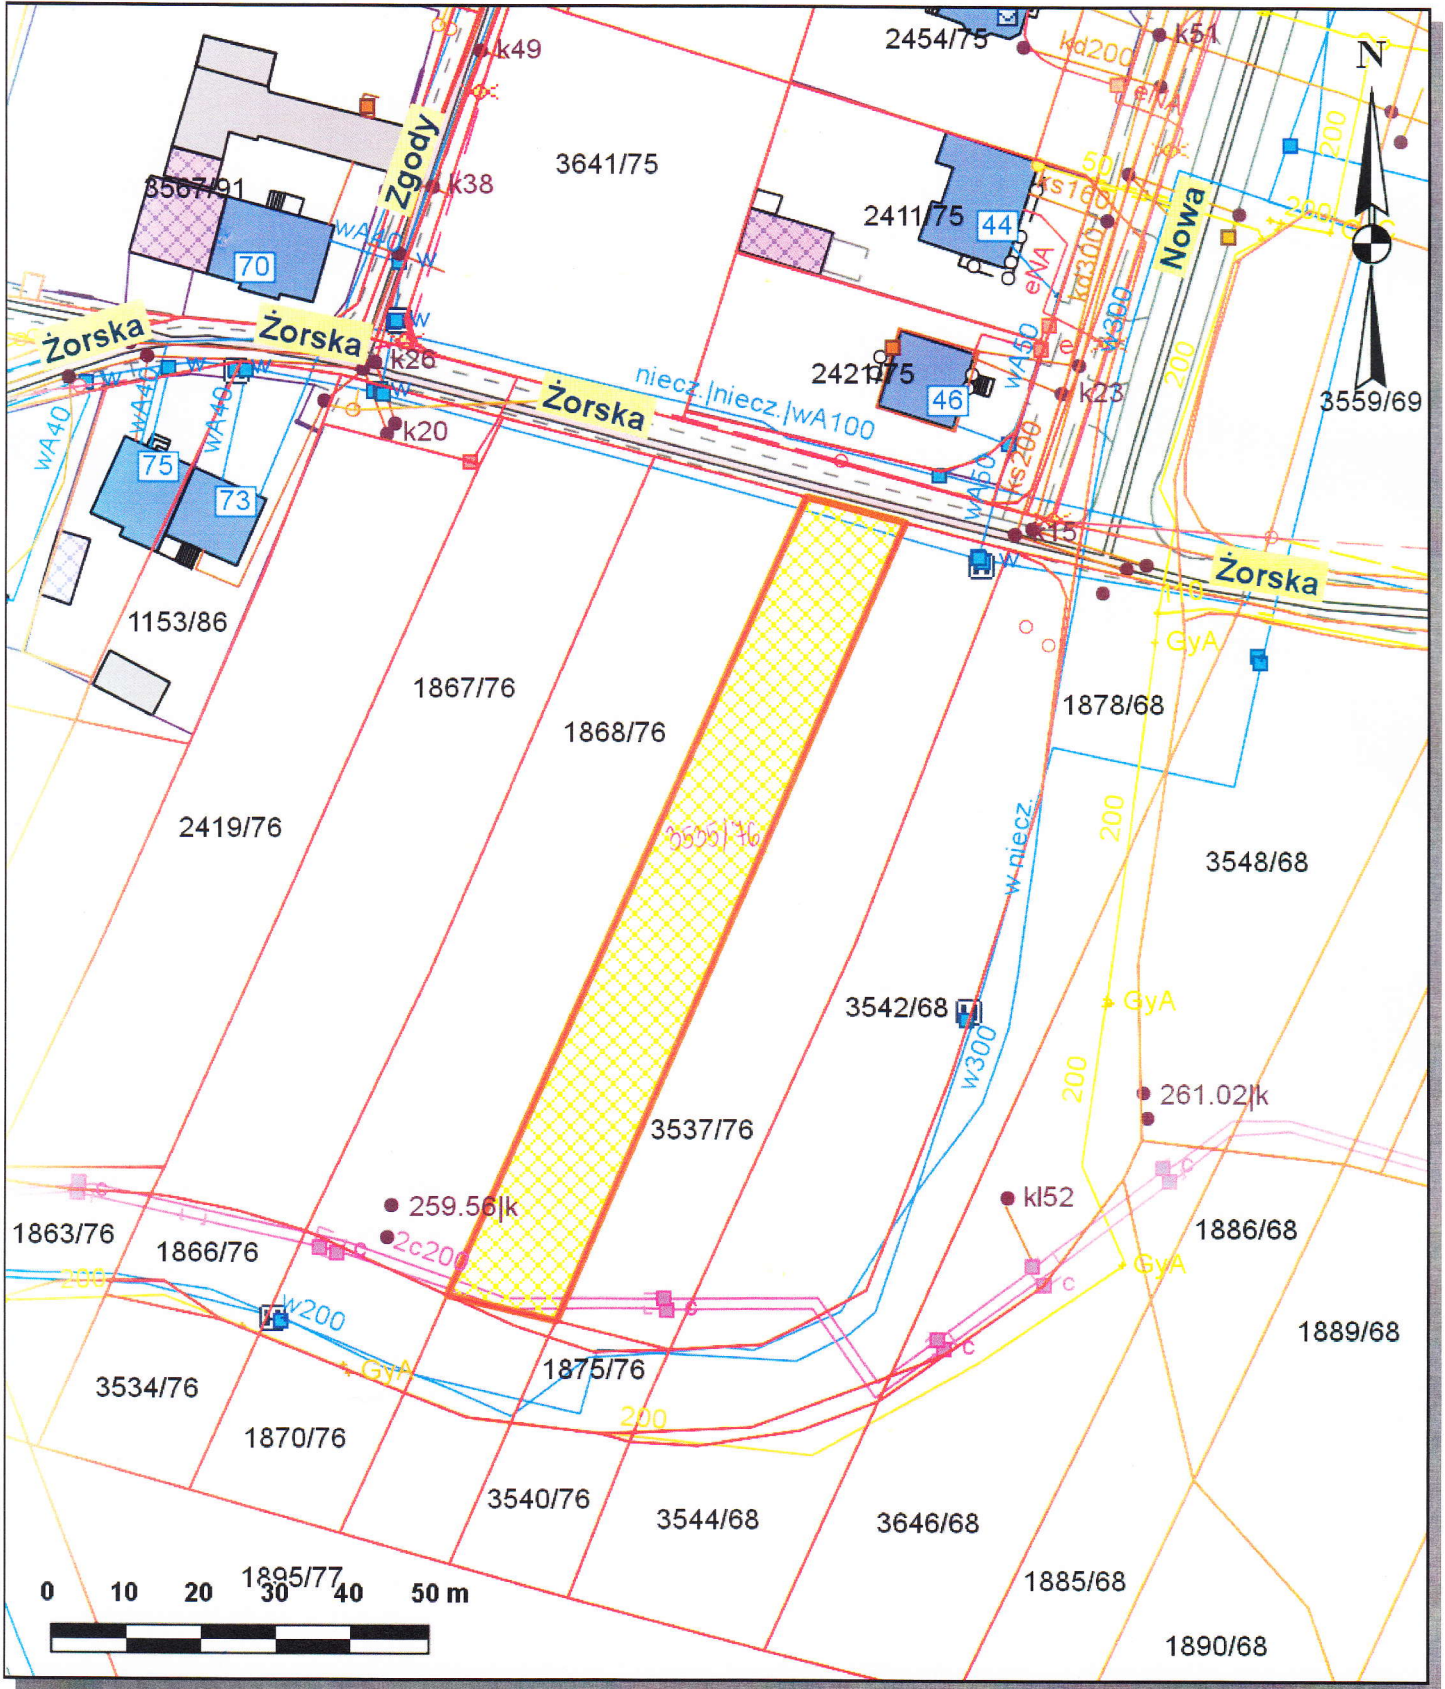 k49
2454/75
k51
kd200
N
eNA
200
Zgody
3641/75
50
k38
3567/91
ks160
Nowa
2411/75
44
200
wA40
w
70
eNA
kd300
w300
w
Żorska
Żorska
k26
wA50
e
200
w
w
w
w
niecz.|niecz.|wA100
2421/75
46
k23
3559/69
wA40
wA40
wA40
Żorska
k20
ks200
wA50
75
73
k15
w
Żorska
110
1153/86
GyA
1867/76
1868/76
1878/68
2419/76
3535/76
w niecz.
200
3548/68
3542/68
GyA
w300
200
261.02|k
3537/76
c
c
259.56|k
kl52
1863/76
1866/76
c
2c200
1886/68
200
GyA
c
w200
c
1889/68
c
GyA
1875/76
3534/76
200
1870/76
3540/76
3544/68
3646/68
1895/77
1885/68
0 10 20 30 40 50 m
1890/68